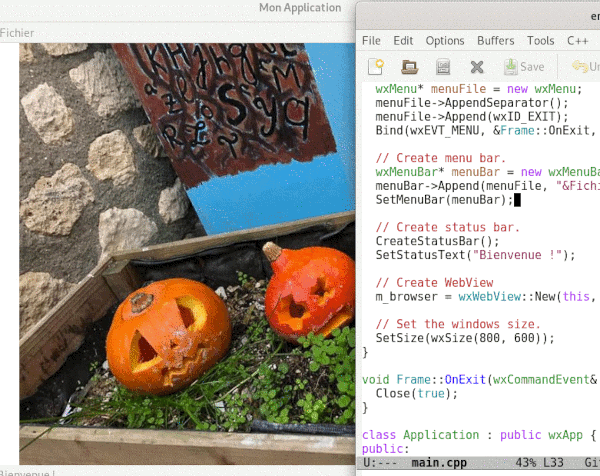 Mon Application
Fichier
File Edit Options Buffers Tools C++
Save
wxMenu* menuFile = new wxMenu;
menuFile->AppendSeparator();
menuFile->Append(wxID_EXIT);
Bind(wxEVT_MENU, &Frame::OnExit,
// Create menu bar.
wxMenuBar* menuBar = new wxMenuBa
menuBar->Append(menuFile, "&Fichi
SetMenuBar(menuBar);
// Create status bar.
CreateStatusBar();
SetStatusText("Bienvenue !");
// Create WebView
m_browser = wxWebView::New(this,
// Set the windows size.
SetSize(wxSize(800, 600));
}
void Frame::OnExit(wxCommandEvent&
Close(true);
}
class Application : public wxApp {
public:
U:--- main.cpp 43% L33 Gi
Bienvenue !